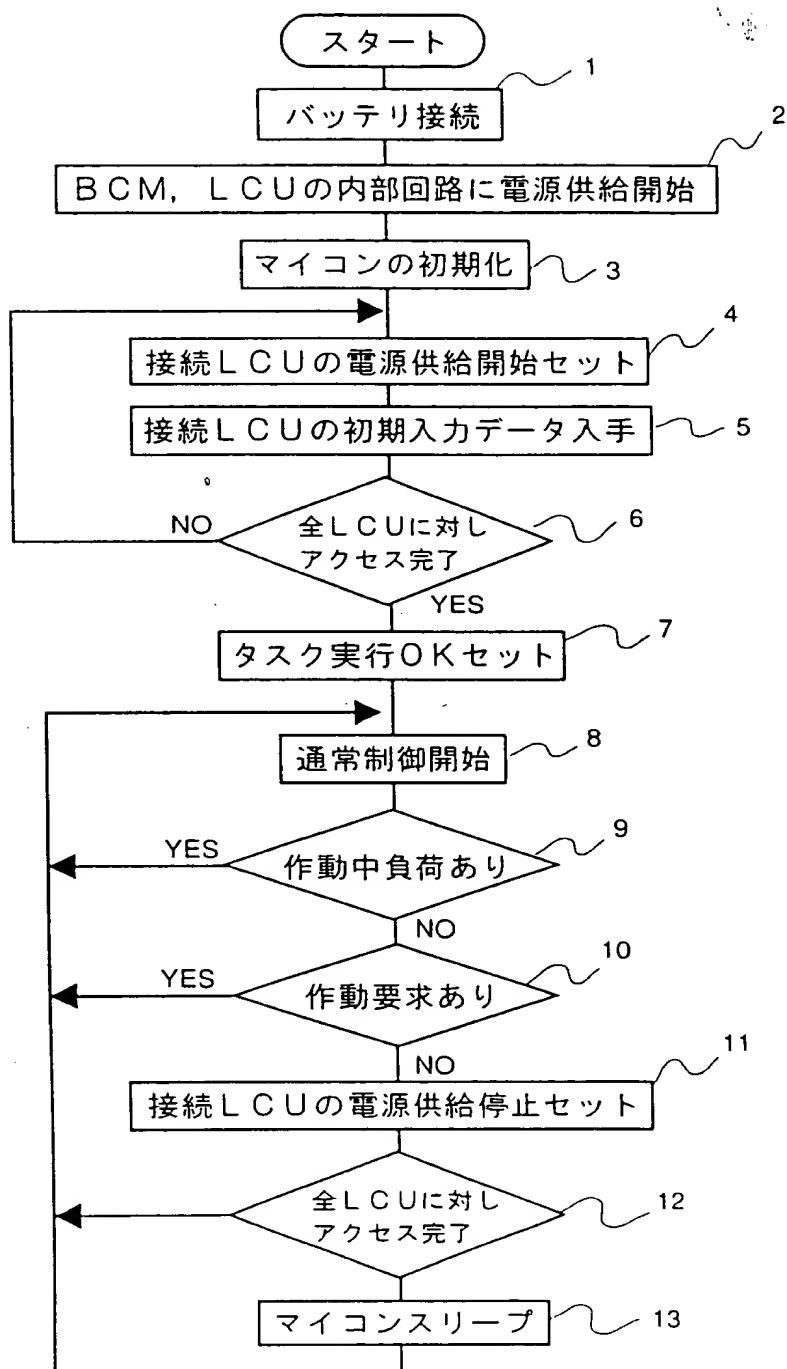 スタート
1
バッテリ接続
2
BCM, LCUの内部回路に電源供給開始
マイコンの初期化
3
4
接続LCUの電源供給開始セット
接続LCUの初期入力データ入手
5
NO
全LCUに対し
アクセス完了
6
YES
タスク実行OKセット
7
通常制御開始
8
YES
作動中負荷あり
9
NO
YES
作動要求あり
10
NO
11
接続LCUの電源供給停止セット
全LCUに対し
アクセス完了
12
マイコンスリープ
13